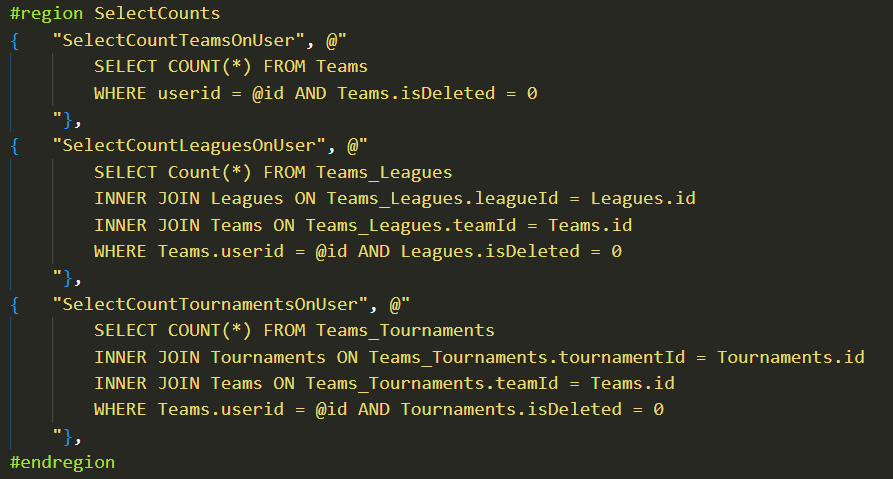 #region SelectCounts
{   "SelectCountTeamsOnUser", @"
        SELECT COUNT(*) FROM Teams
        WHERE userid = @id AND Teams.isDeleted = 0
    "},
{   "SelectCountLeaguesOnUser", @"
        SELECT Count(*) FROM Teams_Leagues
        INNER JOIN Leagues ON Teams_Leagues.leagueId = Leagues.id
        INNER JOIN Teams ON Teams_Leagues.teamId = Teams.id
        WHERE Teams.userid = @id AND Leagues.isDeleted = 0
    "},
{   "SelectCountTournamentsOnUser", @"
        SELECT COUNT(*) FROM Teams_Tournaments
        INNER JOIN Tournaments ON Teams_Tournaments.tournamentId = Tournaments.id
        INNER JOIN Teams ON Teams_Tournaments.teamId = Teams.id
        WHERE Teams.userid = @id AND Tournaments.isDeleted = 0
    "},
#endregion